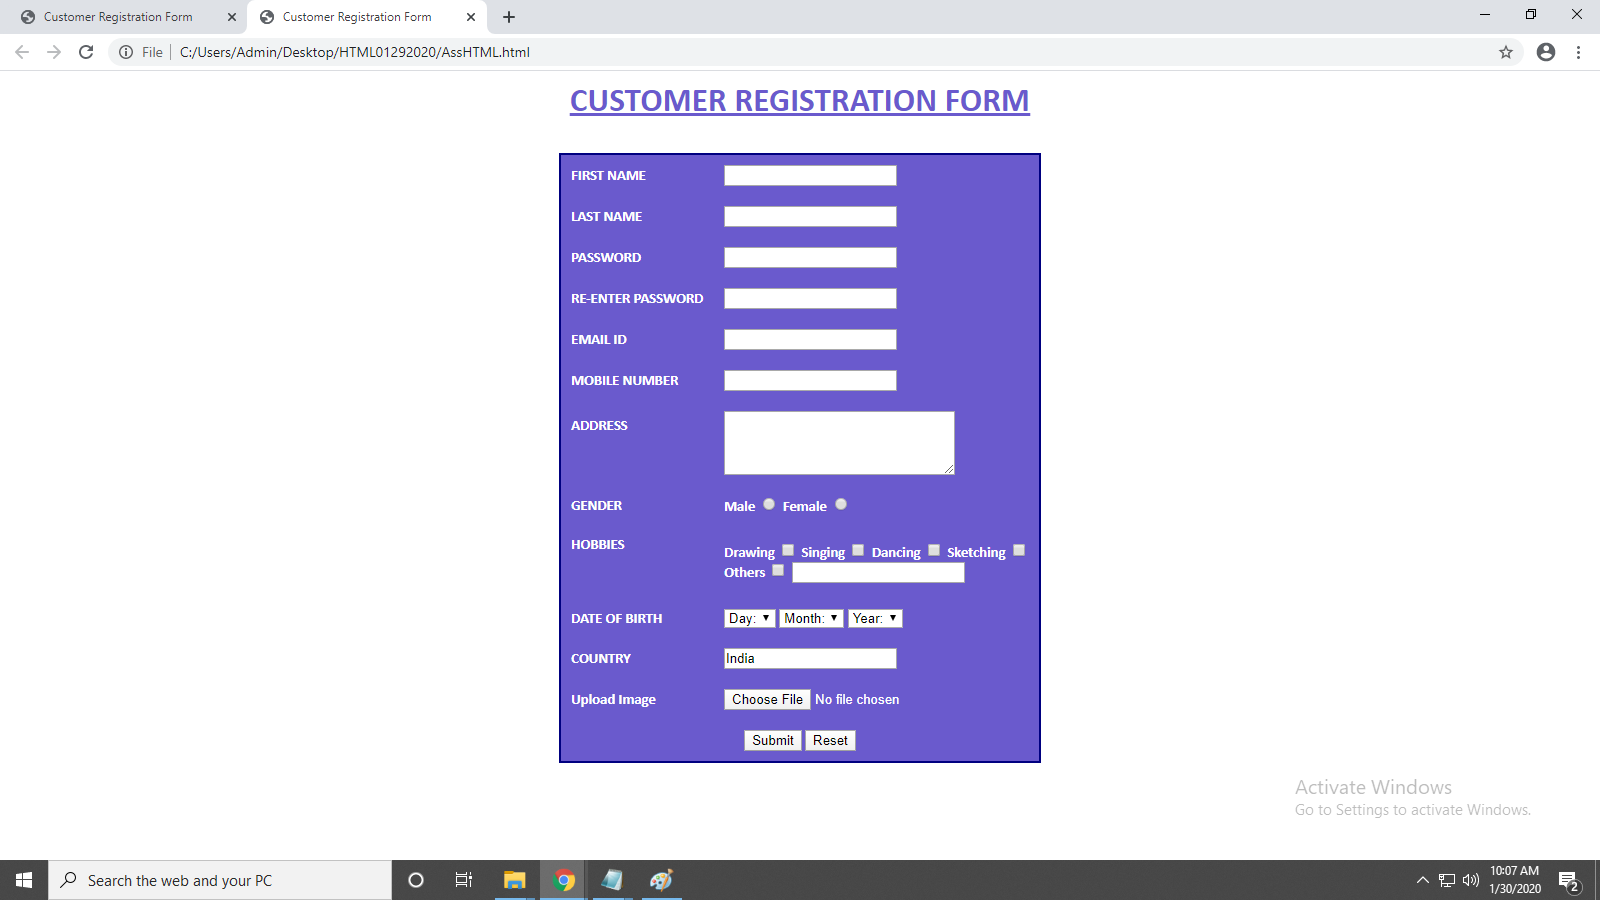 Customer Registration Form
Customer Registration Form
File C:/Users/Admin/Desktop/HTML01292020/AssHTML.html
CUSTOMER REGISTRATION FORM
FIRST NAME
LAST NAME
PASSWORD
RE-ENTER PASSWORD
EMAIL ID
MOBILE NUMBER
ADDRESS
GENDER Male Female
HOBBIES
Drawing Singing Dancing Sketching
Others
DATE OF BIRTH Day: Month: Year:
COUNTRY India
Upload Image Choose File No file chosen
Submit Reset
Activate Windows
Go to Settings to activate Windows.
Search the web and your PC
10:07 AM
1/30/2020
2